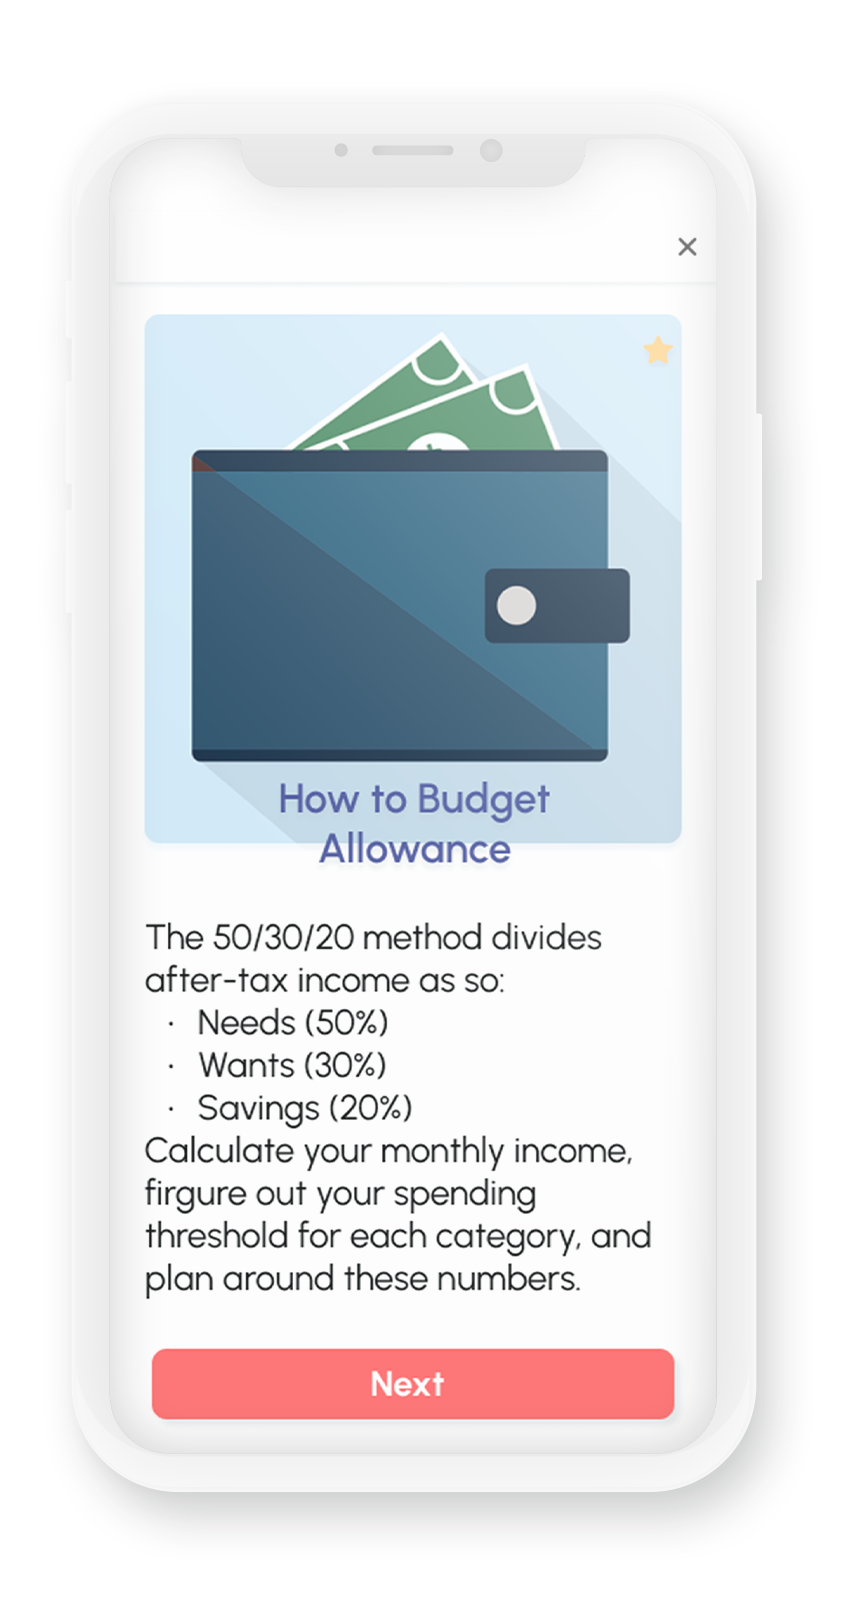 How to Budget
Allowance
The 50/30/20 method divides
after-tax income as so:
· Needs (50%)
· Wants (30%)
· Savings (20%)
Calculate your monthly income,
firgure out your spending
threshold for each category, and
plan around these numbers.
Next